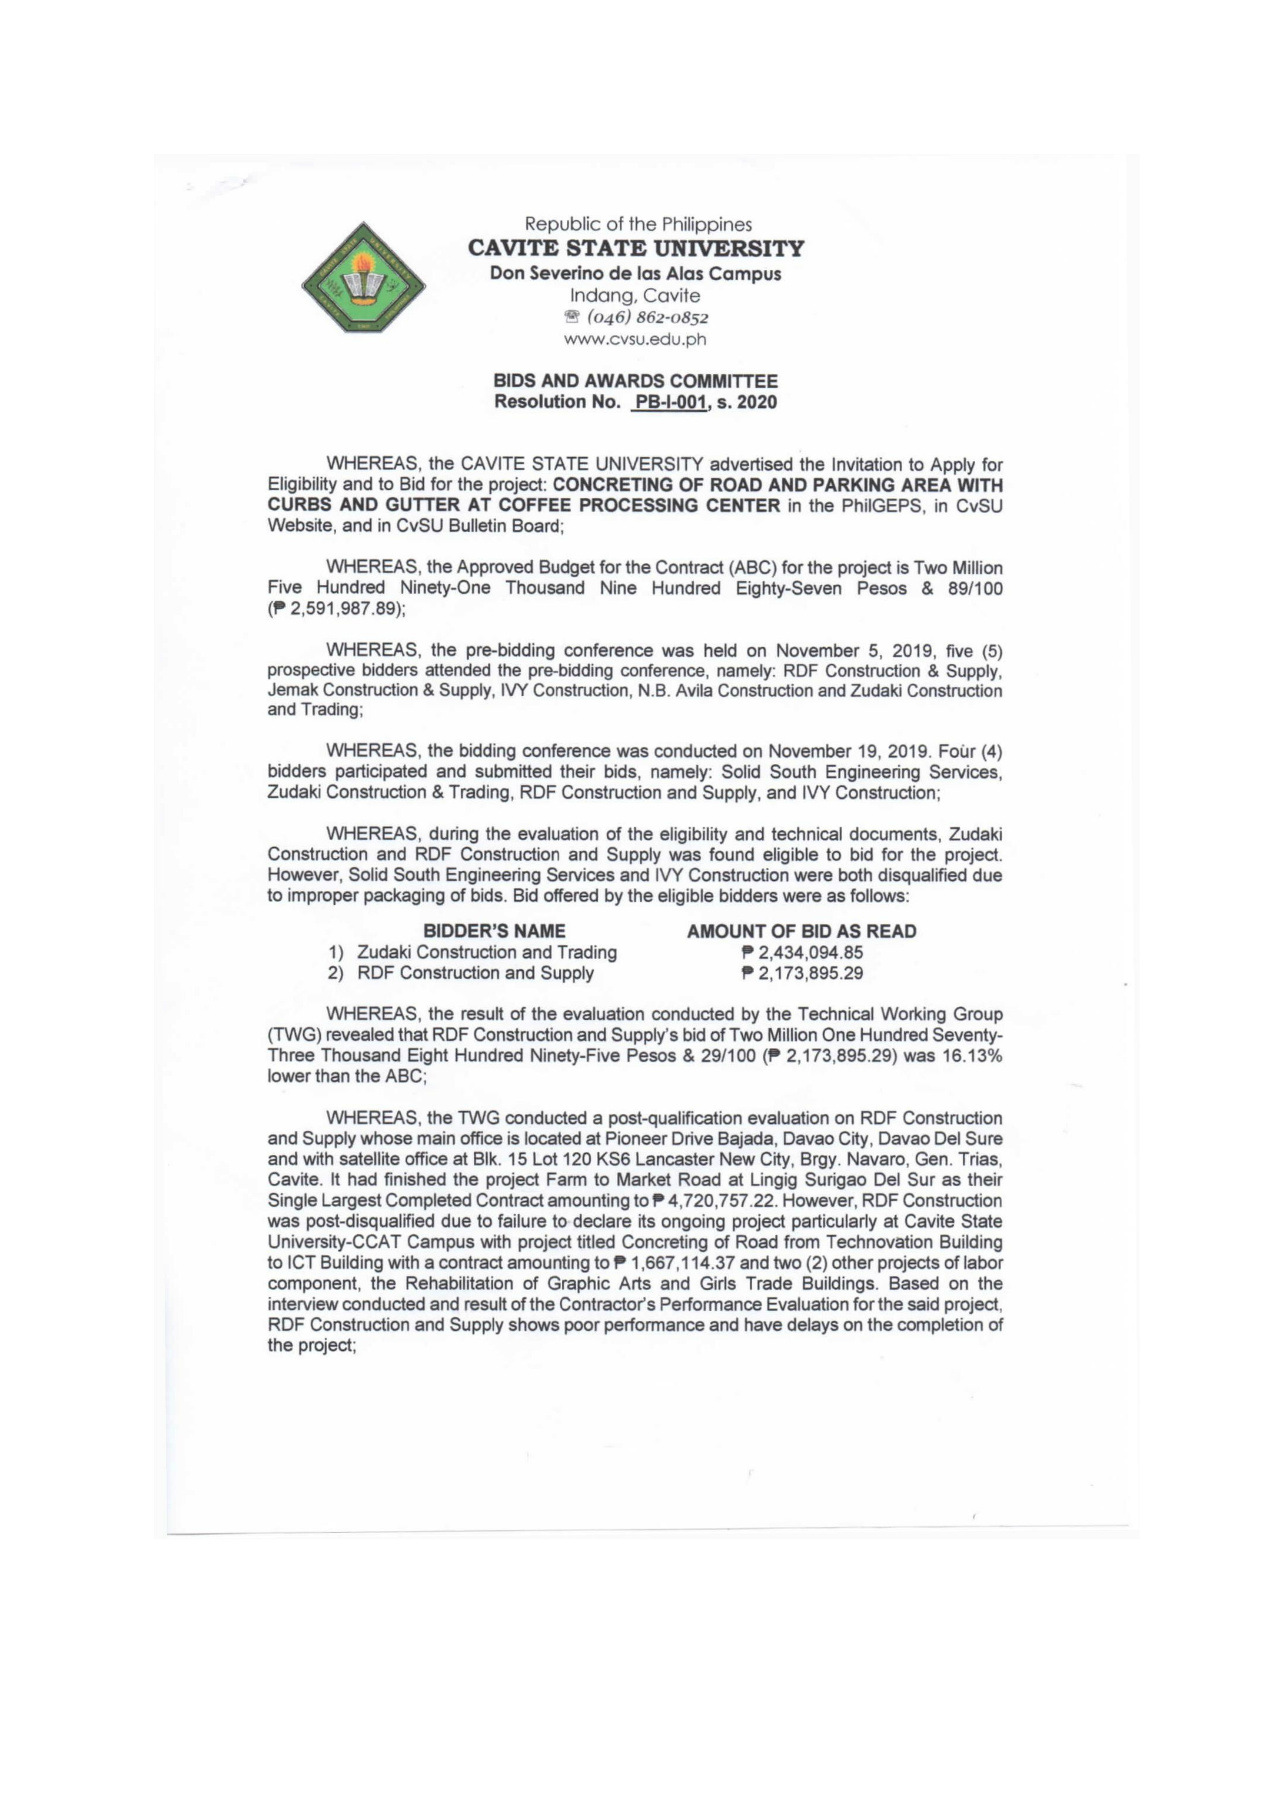 Republic of the Philippines
CAVITE STATE UNIVERSITY
Don Severino de las Alas Campus
Indang, Cavite
☏ (046) 862-0852
www.cvsu.edu.ph
BIDS AND AWARDS COMMITTEE
Resolution No. PB-I-001, s. 2020
WHEREAS, the CAVITE STATE UNIVERSITY advertised the Invitation to Apply for
Eligibility and to Bid for the project: CONCRETING OF ROAD AND PARKING AREA WITH
CURBS AND GUTTER AT COFFEE PROCESSING CENTER in the PhilGEPS, in CvSU
Website, and in CvSU Bulletin Board;
WHEREAS, the Approved Budget for the Contract (ABC) for the project is Two Million
Five Hundred Ninety-One Thousand Nine Hundred Eighty-Seven Pesos & 89/100
(₱ 2,591,987.89);
WHEREAS, the pre-bidding conference was held on November 5, 2019, five (5)
prospective bidders attended the pre-bidding conference, namely: RDF Construction & Supply,
Jemak Construction & Supply, IVY Construction, N.B. Avila Construction and Zudaki Construction
and Trading;
WHEREAS, the bidding conference was conducted on November 19, 2019. Four (4)
bidders participated and submitted their bids, namely: Solid South Engineering Services,
Zudaki Construction & Trading, RDF Construction and Supply, and IVY Construction;
WHEREAS, during the evaluation of the eligibility and technical documents, Zudaki
Construction and RDF Construction and Supply was found eligible to bid for the project.
However, Solid South Engineering Services and IVY Construction were both disqualified due
to improper packaging of bids. Bid offered by the eligible bidders were as follows:
BIDDER'S NAME AMOUNT OF BID AS READ
1) Zudaki Construction and Trading ₱ 2,434,094.85
2) RDF Construction and Supply ₱ 2,173,895.29
WHEREAS, the result of the evaluation conducted by the Technical Working Group
(TWG) revealed that RDF Construction and Supply's bid of Two Million One Hundred Seventy-
Three Thousand Eight Hundred Ninety-Five Pesos & 29/100 (₱ 2,173,895.29) was 16.13%
lower than the ABC;
WHEREAS, the TWG conducted a post-qualification evaluation on RDF Construction
and Supply whose main office is located at Pioneer Drive Bajada, Davao City, Davao Del Sure
and with satellite office at Blk. 15 Lot 120 KS6 Lancaster New City, Brgy. Navaro, Gen. Trias,
Cavite. It had finished the project Farm to Market Road at Lingig Surigao Del Sur as their
Single Largest Completed Contract amounting to ₱ 4,720,757.22. However, RDF Construction
was post-disqualified due to failure to declare its ongoing project particularly at Cavite State
University-CCAT Campus with project titled Concreting of Road from Technovation Building
to ICT Building with a contract amounting to ₱ 1,667,114.37 and two (2) other projects of labor
component, the Rehabilitation of Graphic Arts and Girls Trade Buildings. Based on the
interview conducted and result of the Contractor's Performance Evaluation for the said project,
RDF Construction and Supply shows poor performance and have delays on the completion of
the project;